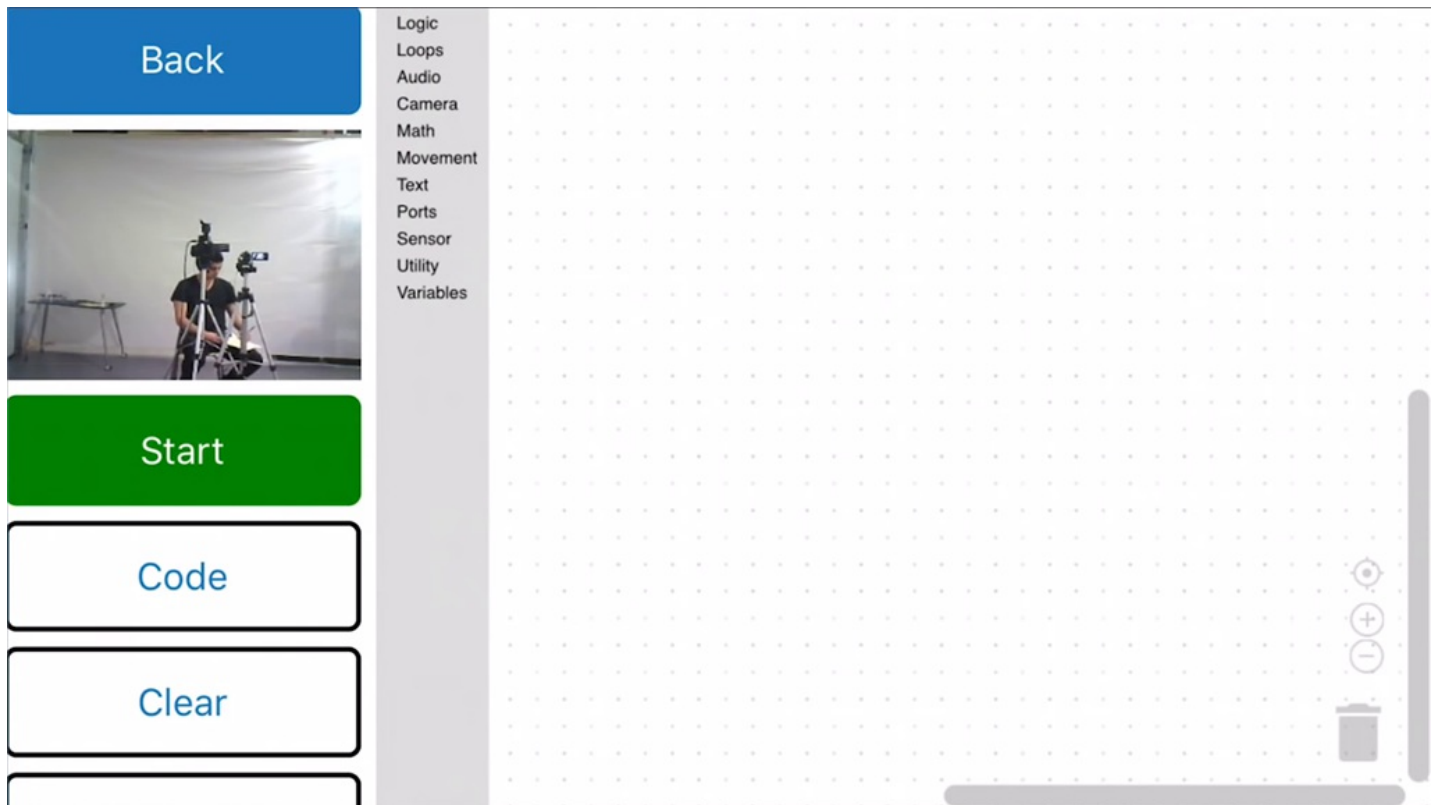 Back
Start
Code
Clear
Logic
Loops
Audio
Camera
Math
Movement
Text
Ports
Sensor
Utility
Variables